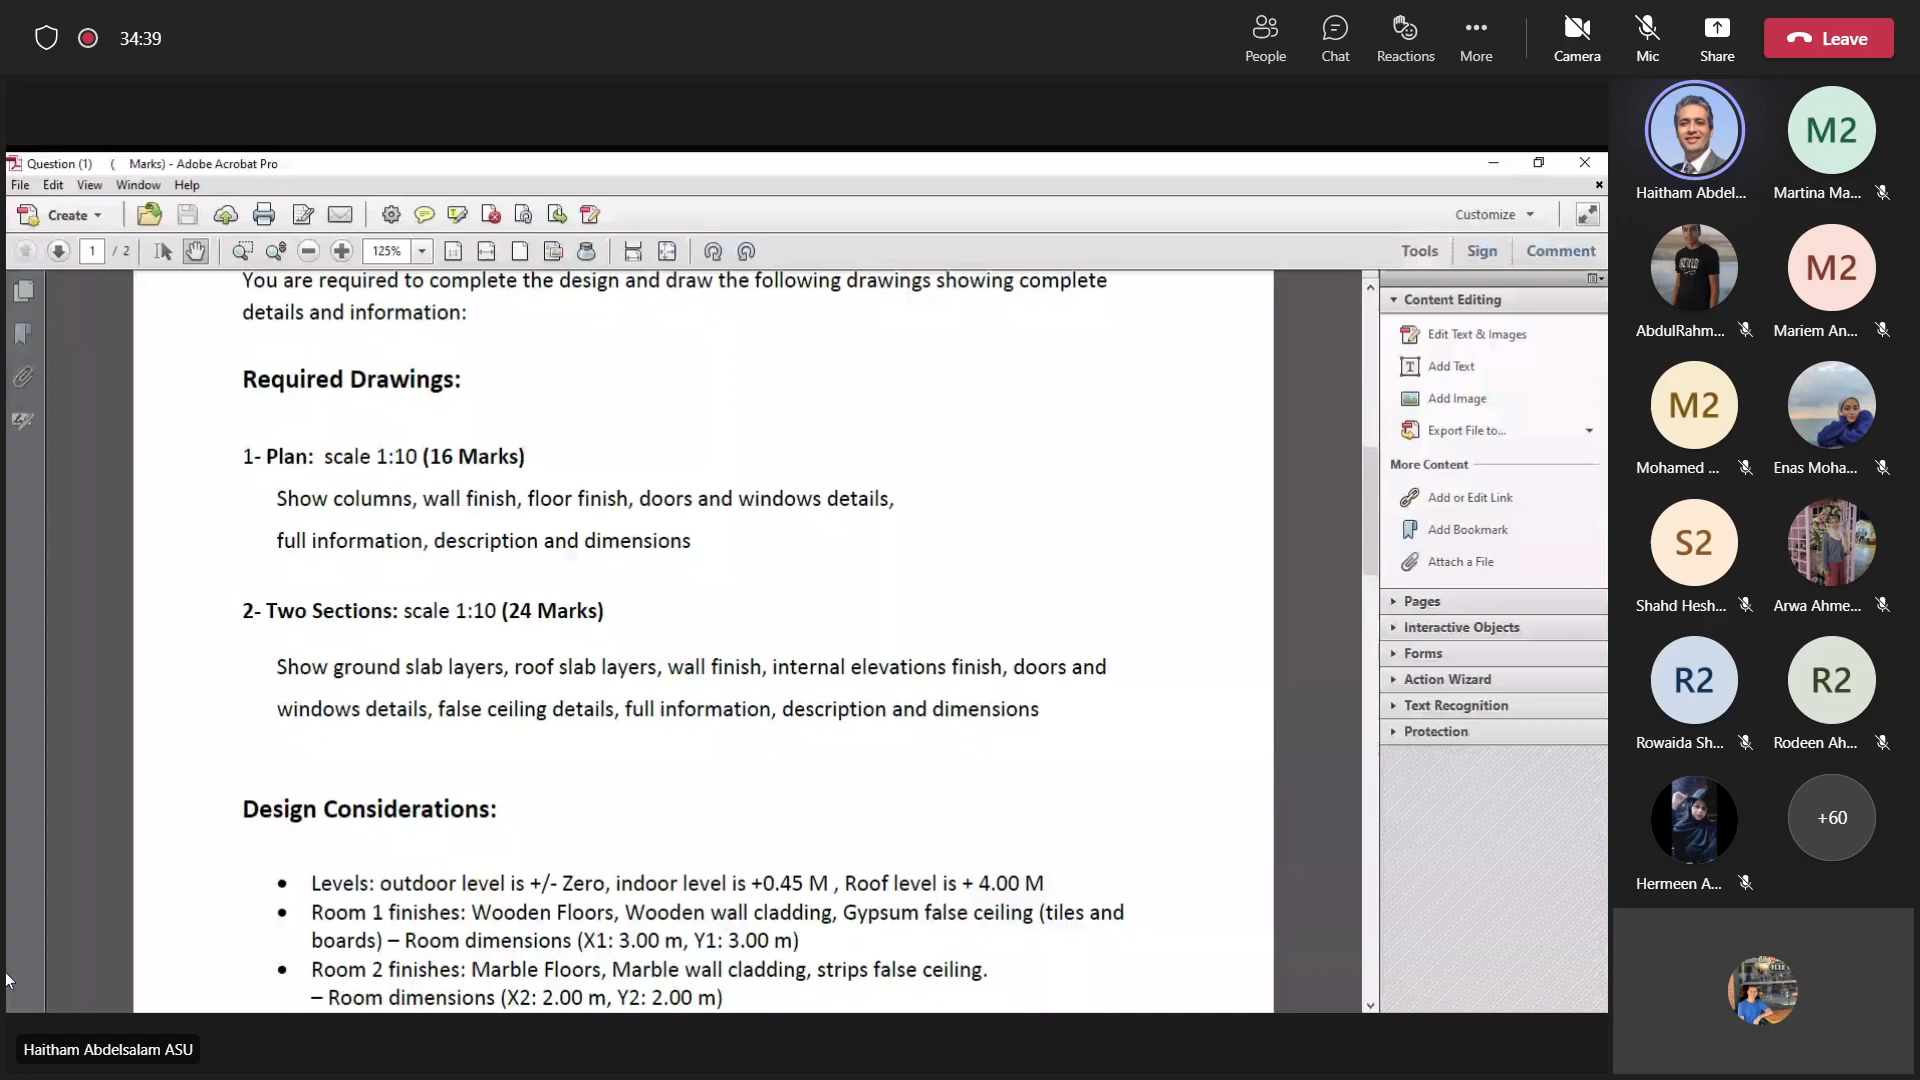 34:39
People
Chat
Reactions
More
Camera
Mic
Share
Leave
Question (1) ( Marks) - Adobe Acrobat Pro
File Edit View Window Help
Create
Customize
1 / 2
125%
Tools
Sign
Comment
You are required to complete the design and draw the following drawings showing complete
details and information:
Required Drawings:
1- Plan: scale 1:10 (16 Marks)
Show columns, wall finish, floor finish, doors and windows details,
full information, description and dimensions
2- Two Sections: scale 1:10 (24 Marks)
Show ground slab layers, roof slab layers, wall finish, internal elevations finish, doors and
windows details, false ceiling details, full information, description and dimensions
Design Considerations:
• Levels: outdoor level is +/- Zero, indoor level is +0.45 M , Roof level is + 4.00 M
• Room 1 finishes: Wooden Floors, Wooden wall cladding, Gypsum false ceiling (tiles and
boards) – Room dimensions (X1: 3.00 m, Y1: 3.00 m)
• Room 2 finishes: Marble Floors, Marble wall cladding, strips false ceiling.
– Room dimensions (X2: 2.00 m, Y2: 2.00 m)
Content Editing
Edit Text & Images
Add Text
Add Image
Export File to...
More Content
Add or Edit Link
Add Bookmark
Attach a File
Pages
Interactive Objects
Forms
Action Wizard
Text Recognition
Protection
M2
Haitham Abdel...
Martina Ma...
M2
AbdulRahm...
Mariem An...
M2
Mohamed ...
Enas Moha...
S2
Shahd Hesh...
Arwa Ahme...
R2
R2
Rowaida Sh...
Rodeen Ah...
+60
Hermeen A...
Haitham Abdelsalam ASU